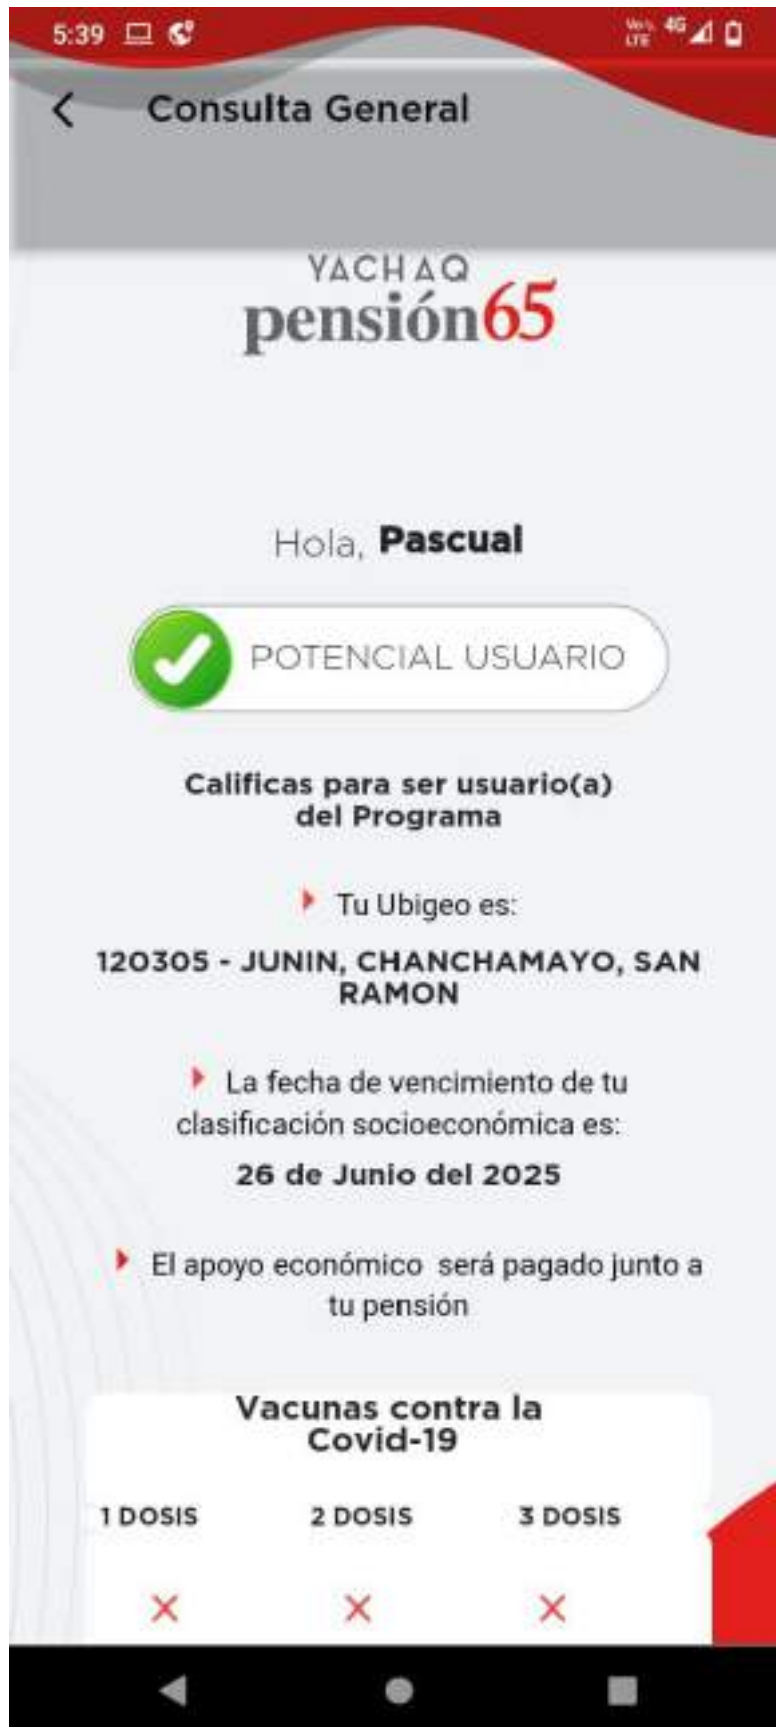 5:39
VoLTE 4G
Consulta General
YACHAQ
pensión65
Hola, Pascual
POTENCIAL USUARIO
Calificas para ser usuario(a)
del Programa
Tu Ubigeo es:
120305 - JUNIN, CHANCHAMAYO, SAN
RAMON
La fecha de vencimiento de tu
clasificación socioeconómica es:
26 de Junio del 2025
El apoyo económico será pagado junto a
tu pensión
Vacunas contra la
Covid-19
1 DOSIS 2 DOSIS 3 DOSIS